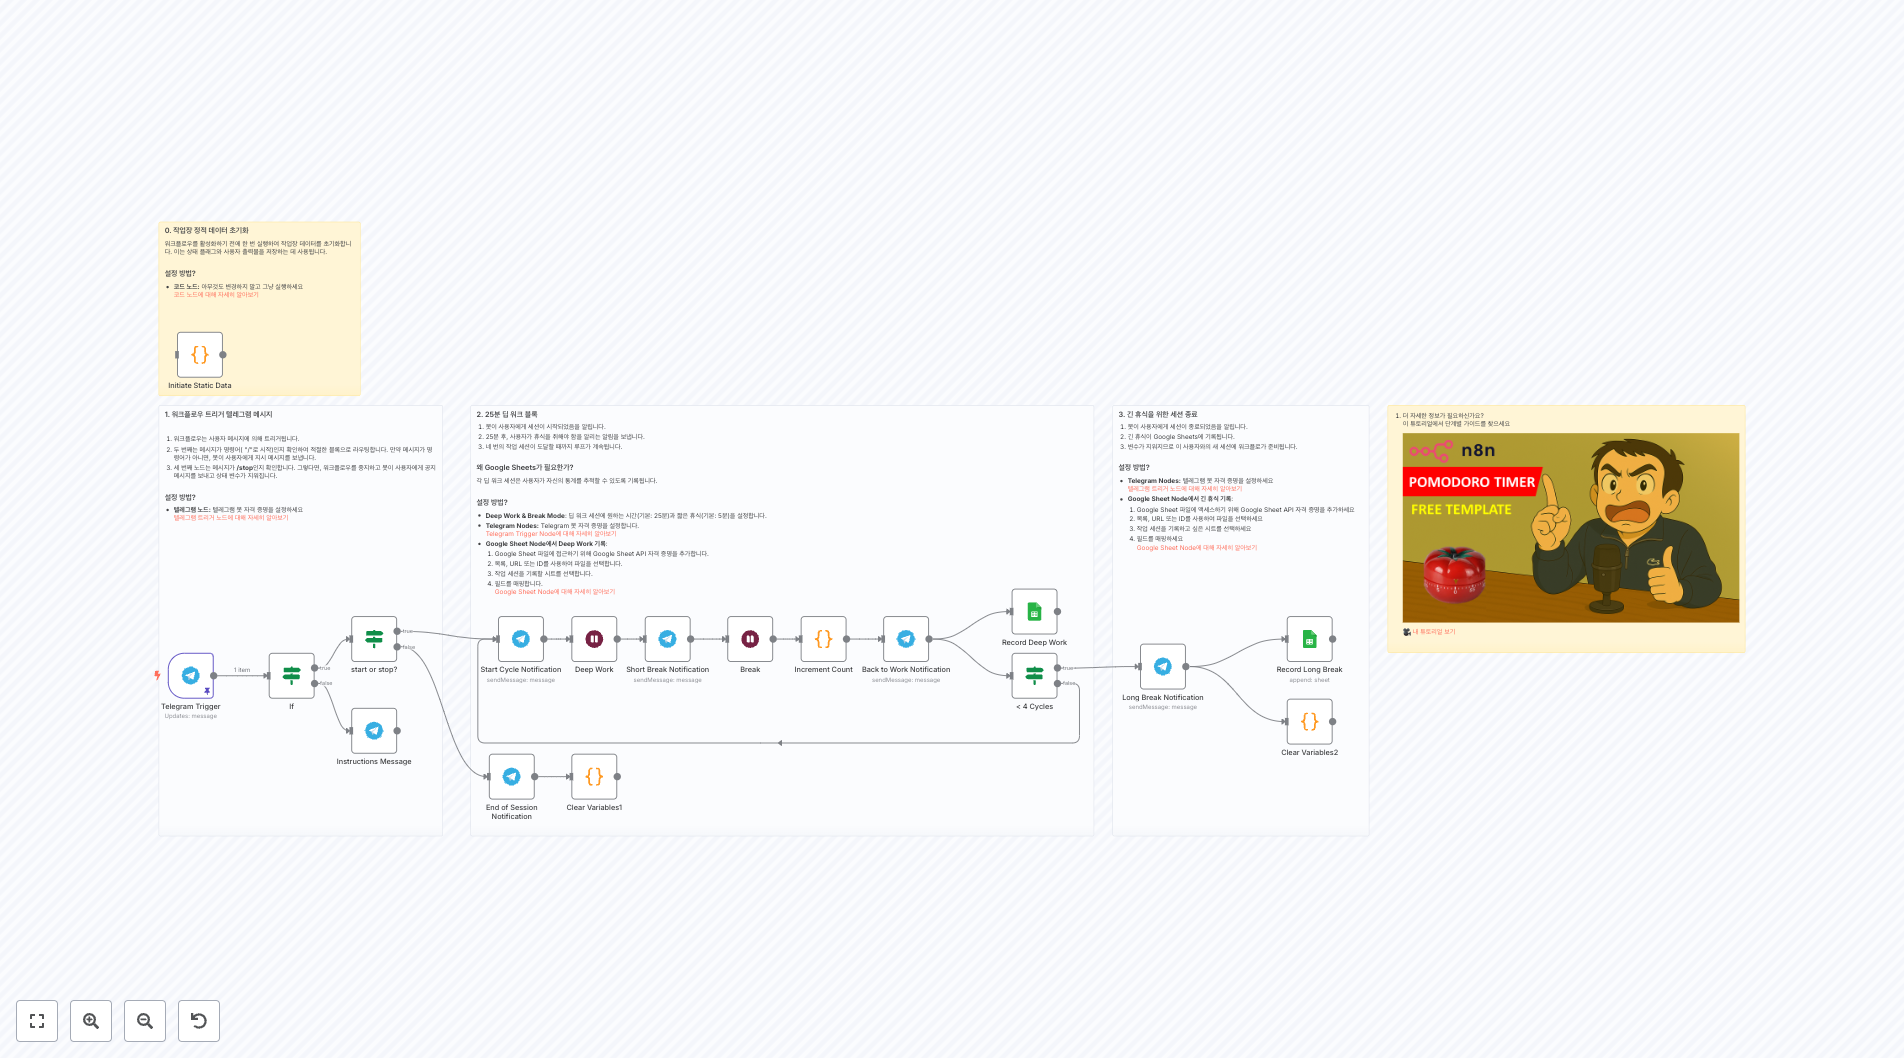 0. 작업장 정적 데이터 초기화
워크플로우를 활성화하기 전에 한 번 실행하여 작업장 데이터를 초기화합니
다. 이는 상태 플래그와 사용자 출력물을 저장하는 데 사용됩니다.
설정 방법?
코드 노드: 아무것도 변경하지 말고 그냥 실행하세요
코드 노드에 대해 자세히 알아보기
Initiate Static Data
1. 워크플로우 트리거 텔레그램 메시지
1. 워크플로우는 사용자 메시지에 의해 트리거됩니다.
2. 두 번째는 메시지가 명령어( "/"로 시작)인지 확인하여 적절한 블록으로 라우팅합니다. 만약 메시지가 명
령어가 아니면, 봇이 사용자에게 지시 메시지를 보냅니다.
3. 세 번째 노드는 메시지가 /stop인지 확인합니다. 그렇다면, 워크플로우를 중지하고 봇이 사용자에게 공지
메시지를 보내고 상태 변수가 지워집니다.
설정 방법?
텔레그램 노드: 텔레그램 봇 자격 증명을 설정하세요
텔레그램 트리거 노드에 대해 자세히 알아보기
Telegram Trigger
Updates: message
1 item
If
true
false
start or stop?
true
false
Instructions Message
2. 25분 딥 워크 블록
1. 봇이 사용자에게 세션이 시작되었음을 알립니다.
2. 25분 후, 사용자가 휴식을 취해야 함을 알리는 알림을 보냅니다.
3. 네 번의 작업 세션이 도달할 때까지 루프가 계속됩니다.
왜 Google Sheets가 필요한가?
각 딥 워크 세션은 사용자가 자신의 통계를 추적할 수 있도록 기록됩니다.
설정 방법?
Deep Work & Break Mode: 딥 워크 세션에 원하는 시간(기본: 25분)과 짧은 휴식(기본: 5분)을 설정합니다.
Telegram Nodes: Telegram 봇 자격 증명을 설정합니다.
Telegram Trigger Node에 대해 자세히 알아보기
Google Sheet Node에서 Deep Work 기록:
1. Google Sheet 파일에 접근하기 위해 Google Sheet API 자격 증명을 추가합니다.
2. 목록, URL 또는 ID를 사용하여 파일을 선택합니다.
3. 작업 세션을 기록할 시트를 선택합니다.
4. 필드를 매핑합니다.
Google Sheet Node에 대해 자세히 알아보기
Start Cycle Notification
sendMessage: message
Deep Work
Short Break Notification
sendMessage: message
Break
Increment Count
Back to Work Notification
sendMessage: message
Record Deep Work
< 4 Cycles
true
false
End of Session
Notification
Clear Variables1
3. 긴 휴식을 위한 세션 종료
1. 봇이 사용자에게 세션이 종료되었음을 알립니다.
2. 긴 휴식이 Google Sheets에 기록됩니다.
3. 변수가 지워지므로 이 사용자와의 새 세션에 워크플로가 준비됩니다.
설정 방법?
Telegram Nodes: 텔레그램 봇 자격 증명을 설정하세요
텔레그램 트리거 노드에 대해 자세히 알아보기
Google Sheet Node에서 긴 휴식 기록:
1. Google Sheet 파일에 액세스하기 위해 Google Sheet API 자격 증명을 추가하세요
2. 목록, URL 또는 ID를 사용하여 파일을 선택하세요
3. 작업 세션을 기록하고 싶은 시트를 선택하세요
4. 필드를 매핑하세요
Google Sheet Node에 대해 자세히 알아보기
Long Break Notification
sendMessage: message
Record Long Break
append: sheet
Clear Variables2
1. 더 자세한 정보가 필요하신가요?
이 튜토리얼에서 단계별 가이드를 찾으세요
n8n
POMODORO TIMER
FREE TEMPLATE
내 튜토리얼 보기